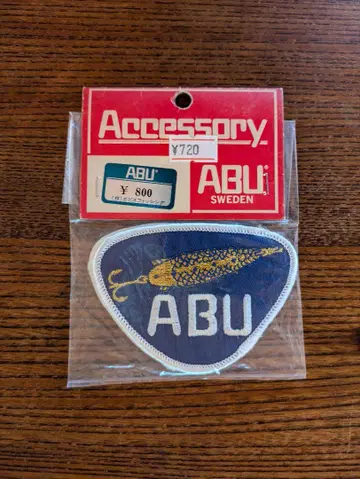 Accessory
¥720
ABU
¥ 800
ABU
SWEDEN
ABU